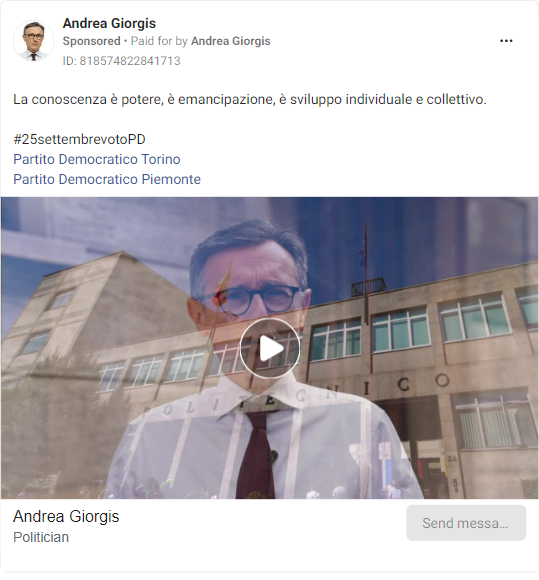 Andrea Giorgis
Sponsored • Paid for by Andrea Giorgis
ID: 818574822841713
La conoscenza è potere, è emancipazione, è sviluppo individuale e collettivo.
#25settembrevotoPD
Partito Democratico Torino
Partito Democratico Piemonte
POLITECNICO
Andrea Giorgis
Politician
Send messa...